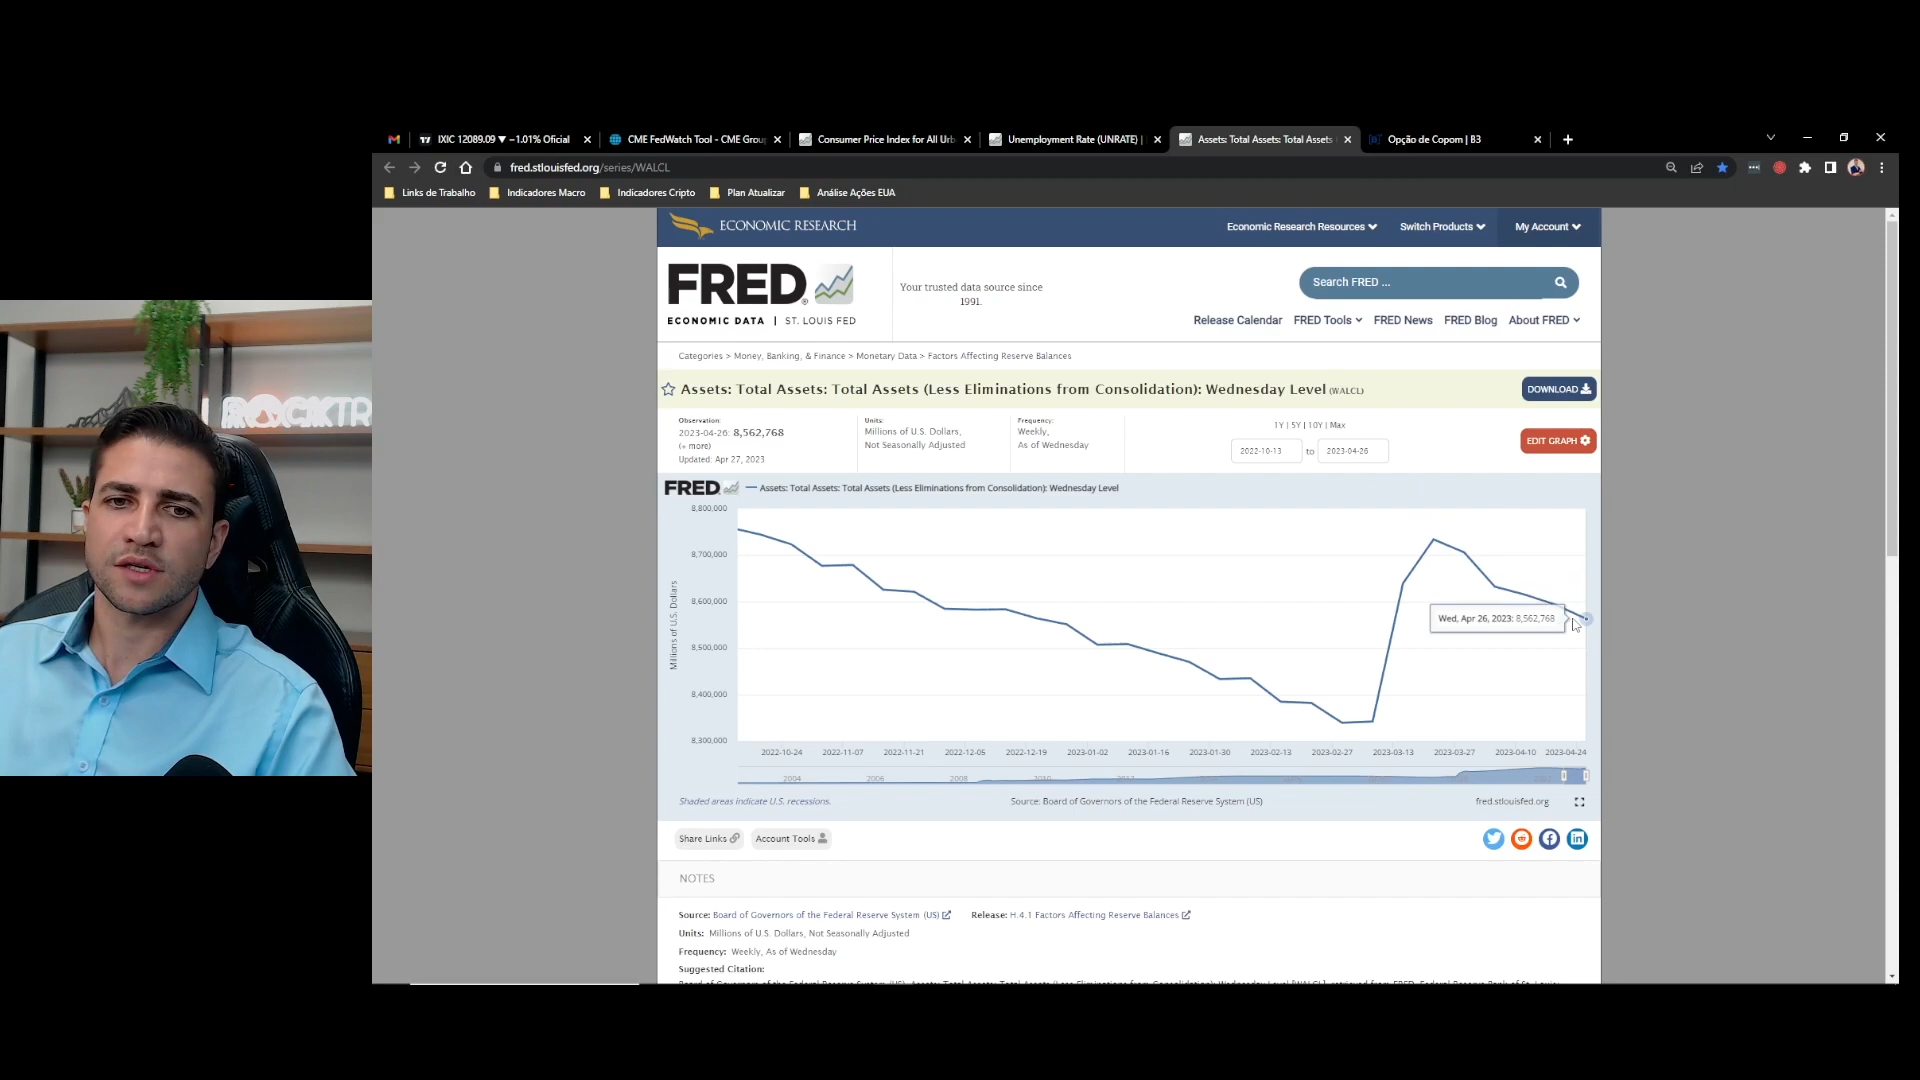 IXIC 12089.09 ▼ −1.01% Oficial
CME FedWatch Tool - CME Grou
Consumer Price Index for All Urb
Unemployment Rate (UNRATE) |
Assets: Total Assets: Total Assets
Opção de Copom | B3
fred.stlouisfed.org/series/WALCL
Links de Trabalho
Indicadores Macro
Indicadores Cripto
Plan Atualizar
Análise Ações EUA
ECONOMIC RESEARCH
Economic Research Resources
Switch Products
My Account
FRED
ECONOMIC DATA | ST. LOUIS FED
Your trusted data source since
1991.
Search FRED ...
Release Calendar
FRED Tools
FRED News
FRED Blog
About FRED
Categories > Money, Banking, & Finance > Monetary Data > Factors Affecting Reserve Balances
Assets: Total Assets: Total Assets (Less Eliminations from Consolidation): Wednesday Level (WALCL)
DOWNLOAD
Observation:
2023-04-26: 8,562,768
(+ more)
Updated: Apr 27, 2023
Units:
Millions of U.S. Dollars,
Not Seasonally Adjusted
Frequency:
Weekly,
As of Wednesday
1Y | 5Y | 10Y | Max
2022-10-13 to 2023-04-26
EDIT GRAPH
FRED
Assets: Total Assets: Total Assets (Less Eliminations from Consolidation): Wednesday Level
Millions of U.S. Dollars
8,800,000
8,700,000
8,600,000
8,500,000
8,400,000
8,300,000
Wed, Apr 26, 2023: 8,562,768
2022-10-24 2022-11-07 2022-11-21 2022-12-05 2022-12-19 2023-01-02 2023-01-16 2023-01-30 2023-02-13 2023-02-27 2023-03-13 2023-03-27 2023-04-10 2023-04-24
2004 2006 2008 2010
Shaded areas indicate U.S. recessions.
Source: Board of Governors of the Federal Reserve System (US)
fred.stlouisfed.org
Share Links
Account Tools
NOTES
Source: Board of Governors of the Federal Reserve System (US)
Release: H.4.1 Factors Affecting Reserve Balances
Units: Millions of U.S. Dollars, Not Seasonally Adjusted
Frequency: Weekly, As of Wednesday
Suggested Citation: